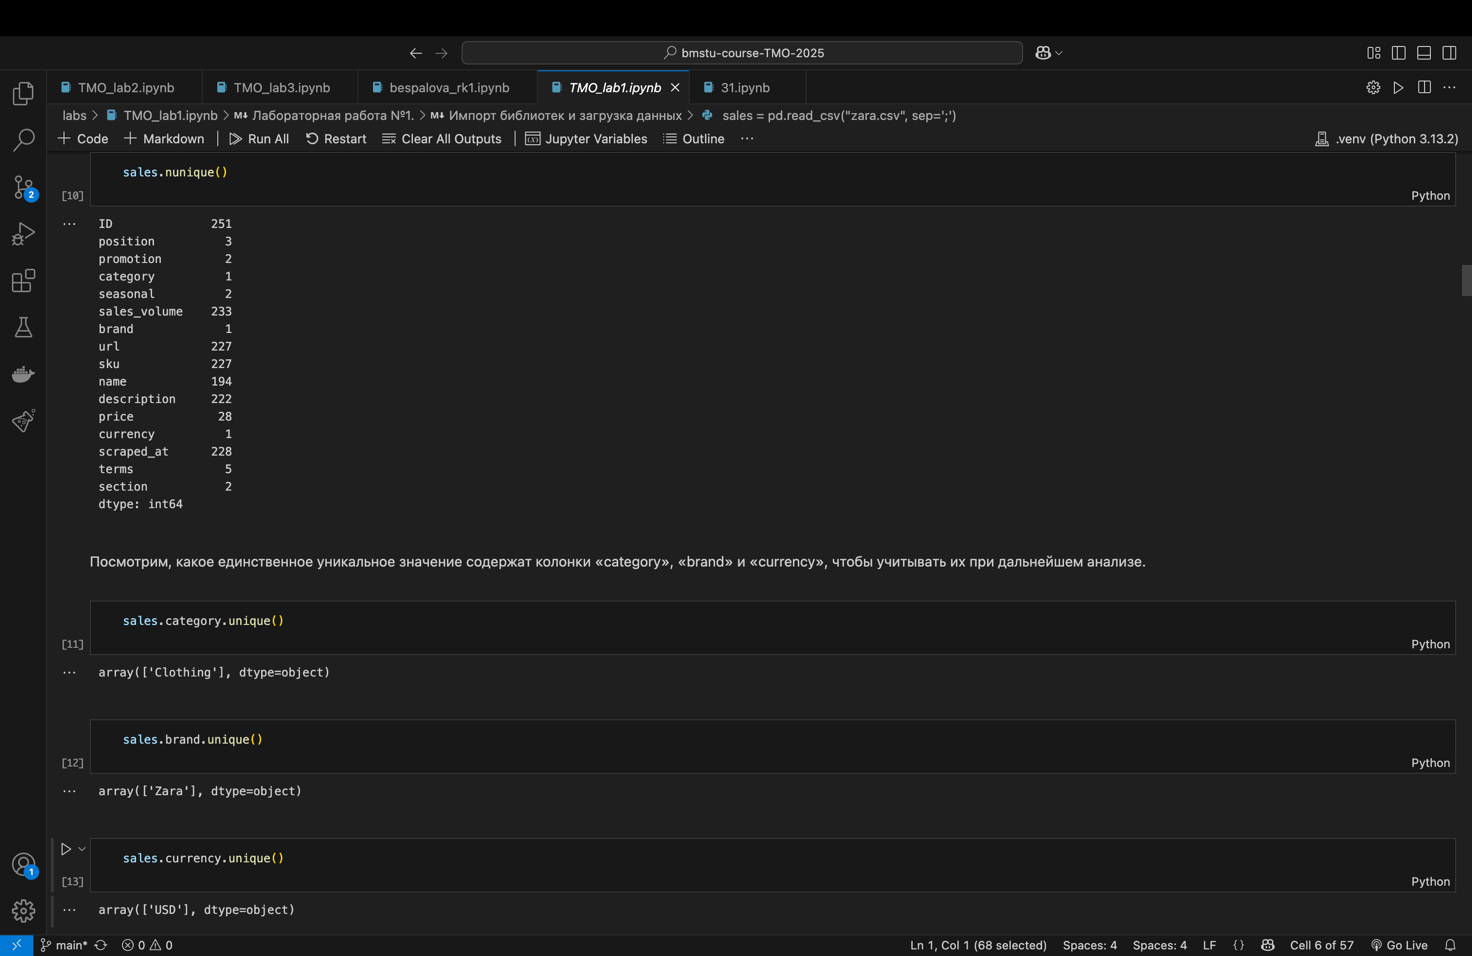 bmstu-course-TMO-2025
TMO_lab2.ipynb TMO_lab3.ipynb bespalova_rk1.ipynb TMO_lab1.ipynb 31.ipynb
labs > TMO_lab1.ipynb > M↓ Лабораторная работа №1. > M↓ Импорт библиотек и загрузка данных > sales = pd.read_csv("zara.csv", sep=';')
+ Code + Markdown | Run All Restart Clear All Outputs | Jupyter Variables Outline ··· .venv (Python 3.13.2)
sales.nunique()
[10] Python
ID 251
position 3
promotion 2
category 1
seasonal 2
sales_volume 233
brand 1
url 227
sku 227
name 194
description 222
price 28
currency 1
scraped_at 228
terms 5
section 2
dtype: int64
Посмотрим, какое единственное уникальное значение содержат колонки «category», «brand» и «currency», чтобы учитывать их при дальнейшем анализе.
sales.category.unique()
[11] Python
array(['Clothing'], dtype=object)
sales.brand.unique()
[12] Python
array(['Zara'], dtype=object)
sales.currency.unique()
[13] Python
array(['USD'], dtype=object)
2
1
main* 0 0 Ln 1, Col 1 (68 selected) Spaces: 4 Spaces: 4 LF {} Cell 6 of 57 Go Live